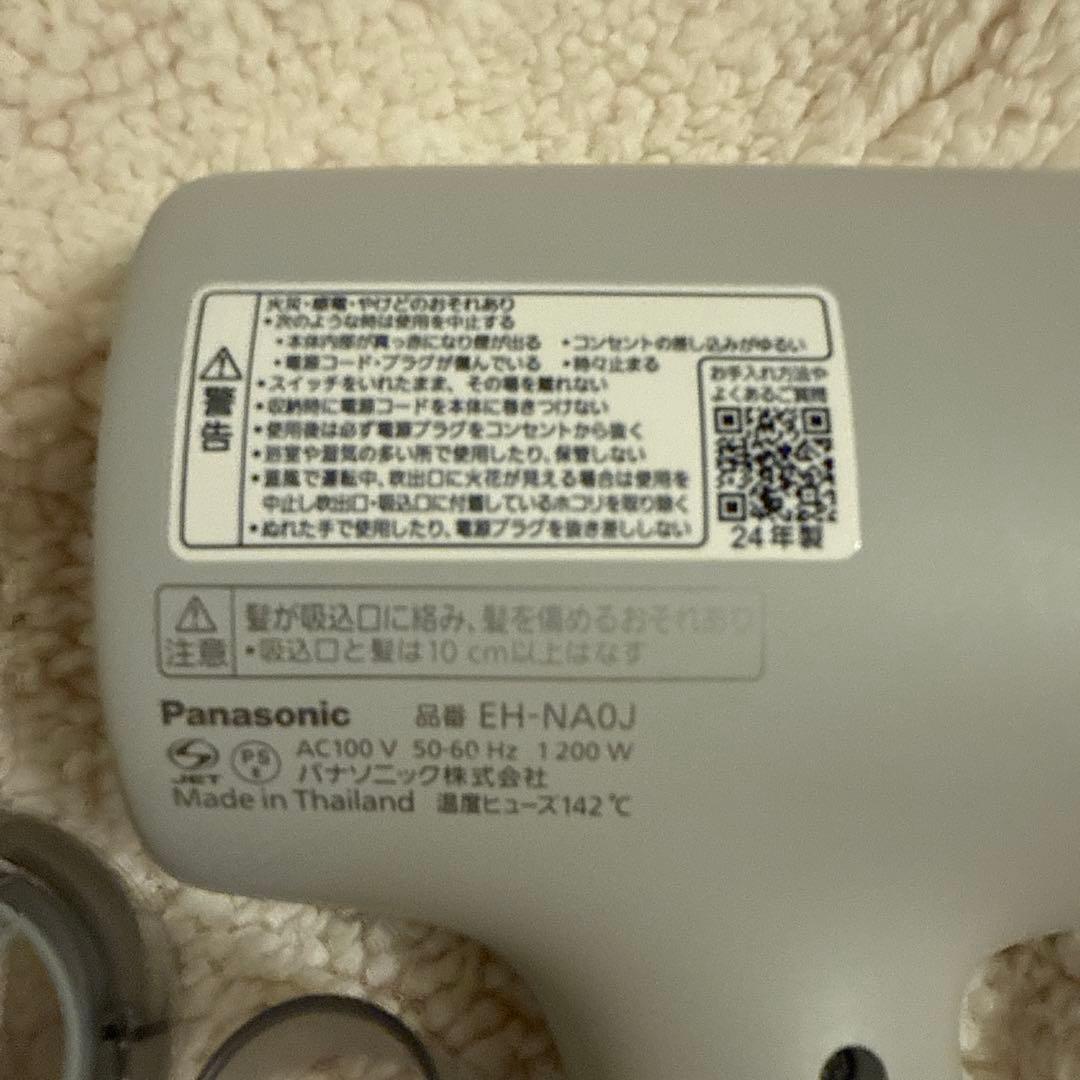 火災・感電・やけどのおそれあり
・次のような時は使用を中止する
・本体内部が真っ赤になり煙が出る ・コンセントの差し込みがゆるい
・電源コード・プラグが傷んでいる ・時々止まる
・スイッチをいれたまま、その場を離れない
・収納時に電源コードを本体に巻きつけない
・使用後は必ず電源プラグをコンセントから抜く
・浴室や湿気の多い所で使用したり、保管しない
・温風で運転中、吹出口に火花が見える場合は使用を
中止し吹出口・吸込口に付着しているホコリを取り除く
・ぬれた手で使用したり、電源プラグを抜き差ししない
警告
お手入れ方法や
よくあるご質問
24年製
注意
髪が吸込口に絡み、髪を傷めるおそれあり
・吸込口と髪は10 cm以上はなす
Panasonic 品番 EH-NA0J
JET PS E AC100 V 50-60 Hz 1 200 W
パナソニック株式会社
Made in Thailand 温度ヒューズ142 ℃